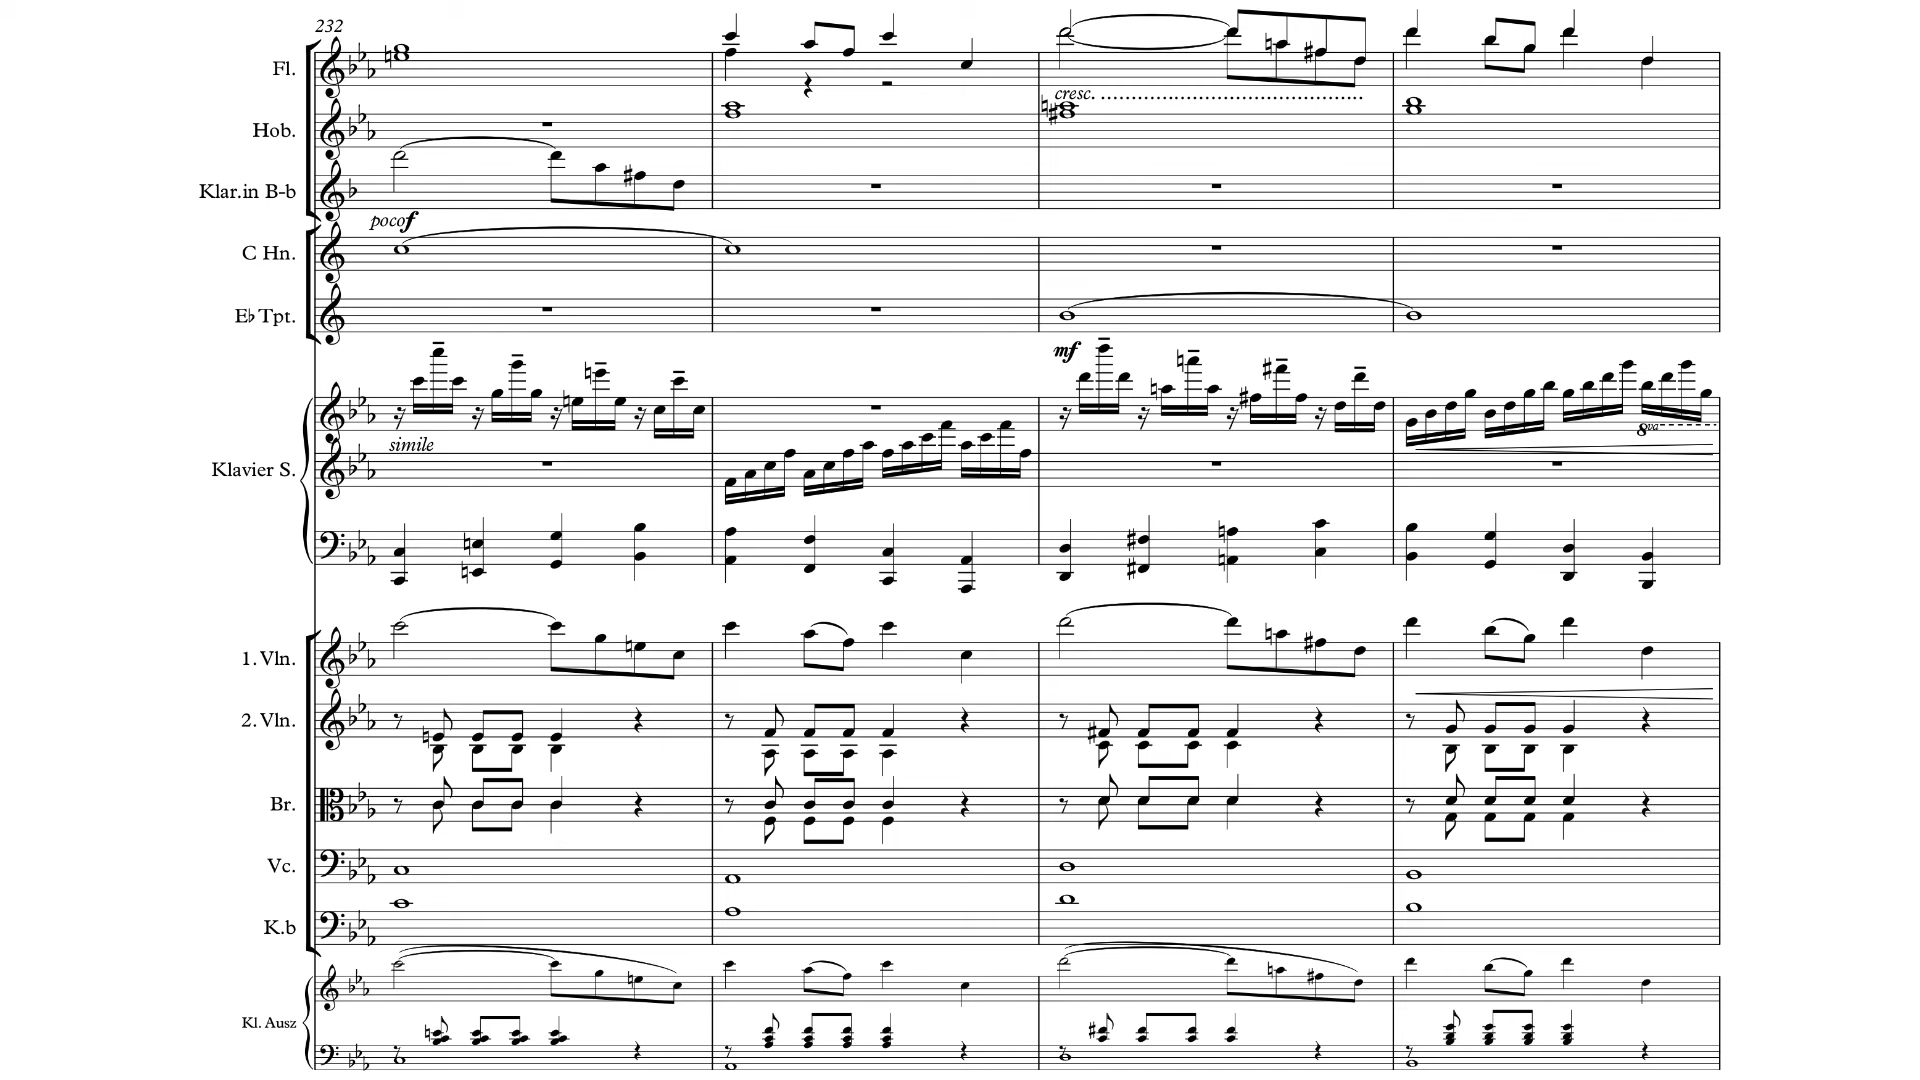 232
Fl.
cresc.
Hob.
Klar.in B-b
pocof
C Hn.
E♭ Tpt.
mf
simile
8va
Klavier S.
1. Vln.
2. Vln.
Br.
Vc.
K.b
Kl. Ausz